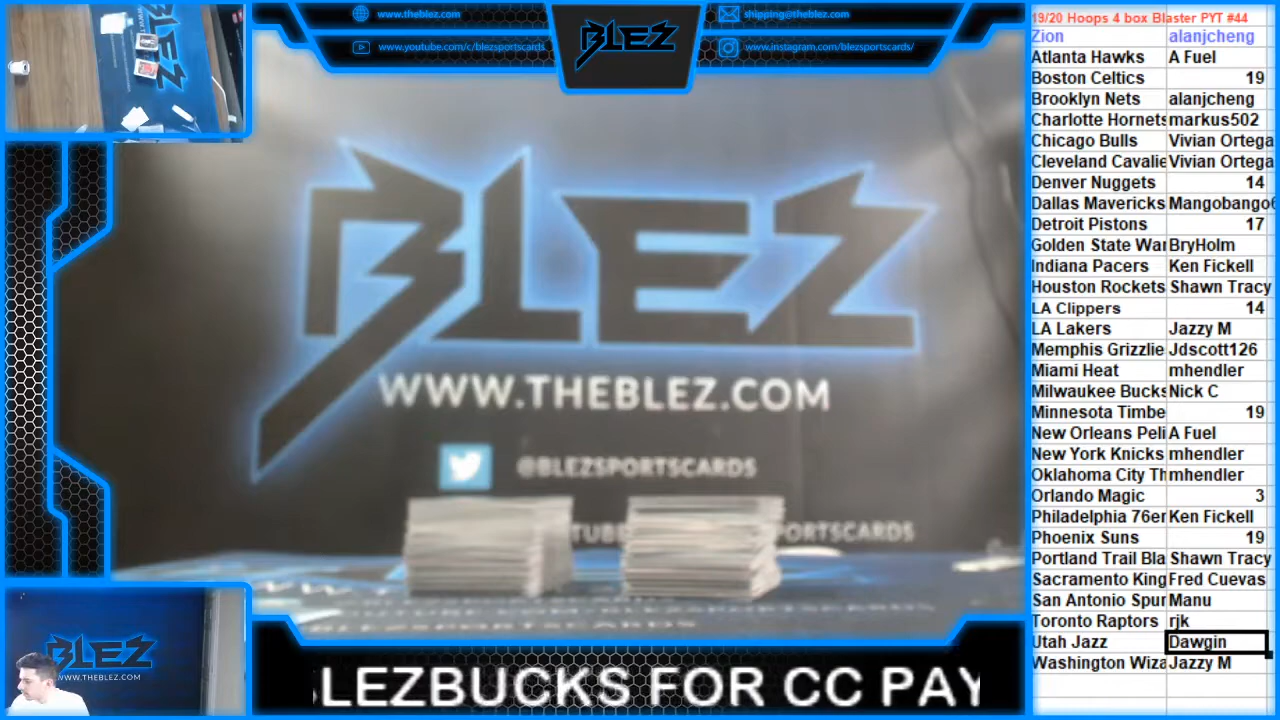 www.theblez.com
shipping@theblez.com
www.youtube.com/c/blezsportscards
www.instagram.com/blezsportscards/
BLEZ
BLEZ
WWW.THEBLEZ.COM
@BLEZSPORTSCARDS
BLEZ
BLEZ
WWW.THEBLEZ.COM
LEZBUCKS FOR CC PAY
19/20 Hoops 4 box Blaster PYT #44
Zion alanjcheng
Atlanta Hawks A Fuel
Boston Celtics 19
Brooklyn Nets alanjcheng
Charlotte Hornets markus502
Chicago Bulls Vivian Ortega
Cleveland Cavalie Vivian Ortega
Denver Nuggets 14
Dallas Mavericks Mangobango6
Detroit Pistons 17
Golden State War BryHolm
Indiana Pacers Ken Fickell
Houston Rockets Shawn Tracy
LA Clippers 14
LA Lakers Jazzy M
Memphis Grizzlie Jdscott126
Miami Heat mhendler
Milwaukee Bucks Nick C
Minnesota Timbe 19
New Orleans Peli A Fuel
New York Knicks mhendler
Oklahoma City Th mhendler
Orlando Magic 3
Philadelphia 76er Ken Fickell
Phoenix Suns 19
Portland Trail Bla Shawn Tracy
Sacramento King Fred Cuevas
San Antonio Spur Manu
Toronto Raptors rjk
Utah Jazz Dawgin
Washington Wiza Jazzy M